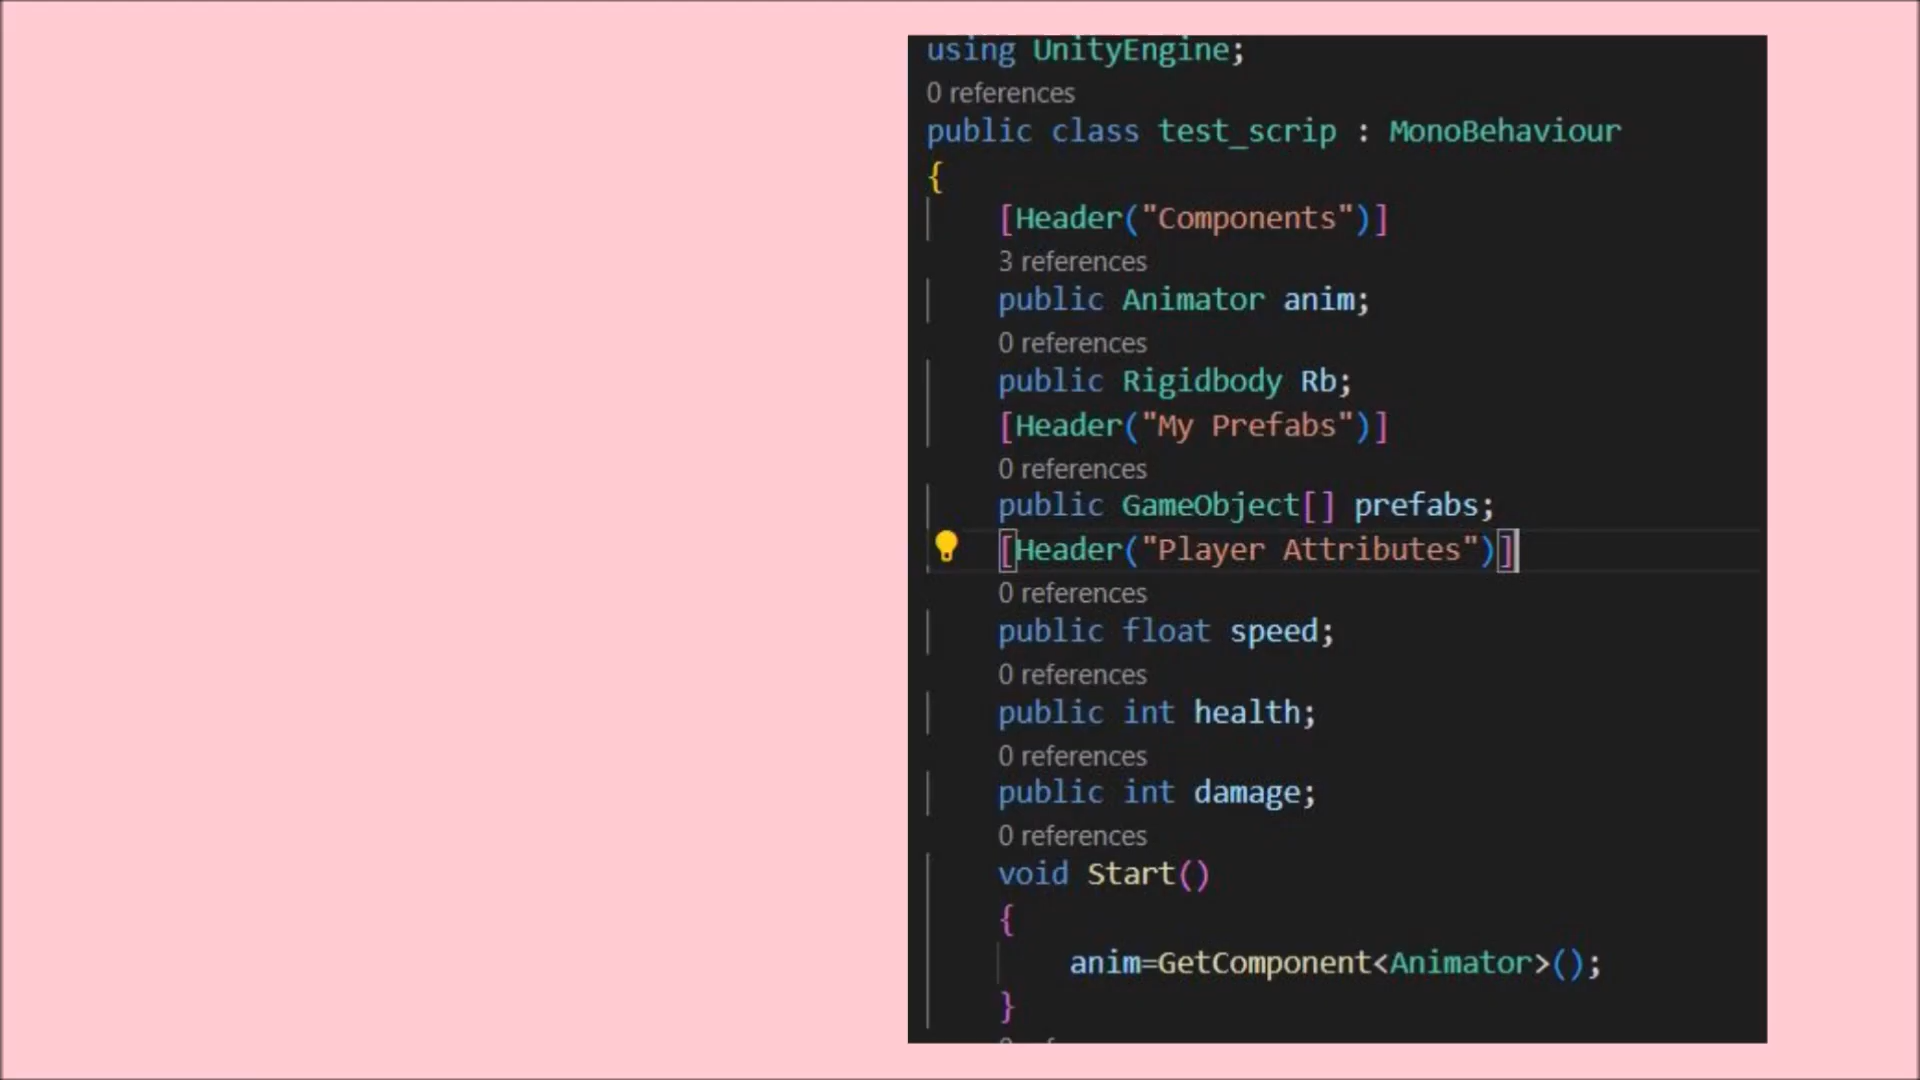 using UnityEngine;
0 references
public class test_scrip : MonoBehaviour
{
[Header("Components")]
3 references
public Animator anim;
0 references
public Rigidbody Rb;
[Header("My Prefabs")]
0 references
public GameObject[] prefabs;
[Header("Player Attributes")]
0 references
public float speed;
0 references
public int health;
0 references
public int damage;
0 references
void Start()
{
anim=GetComponent<Animator>();
}